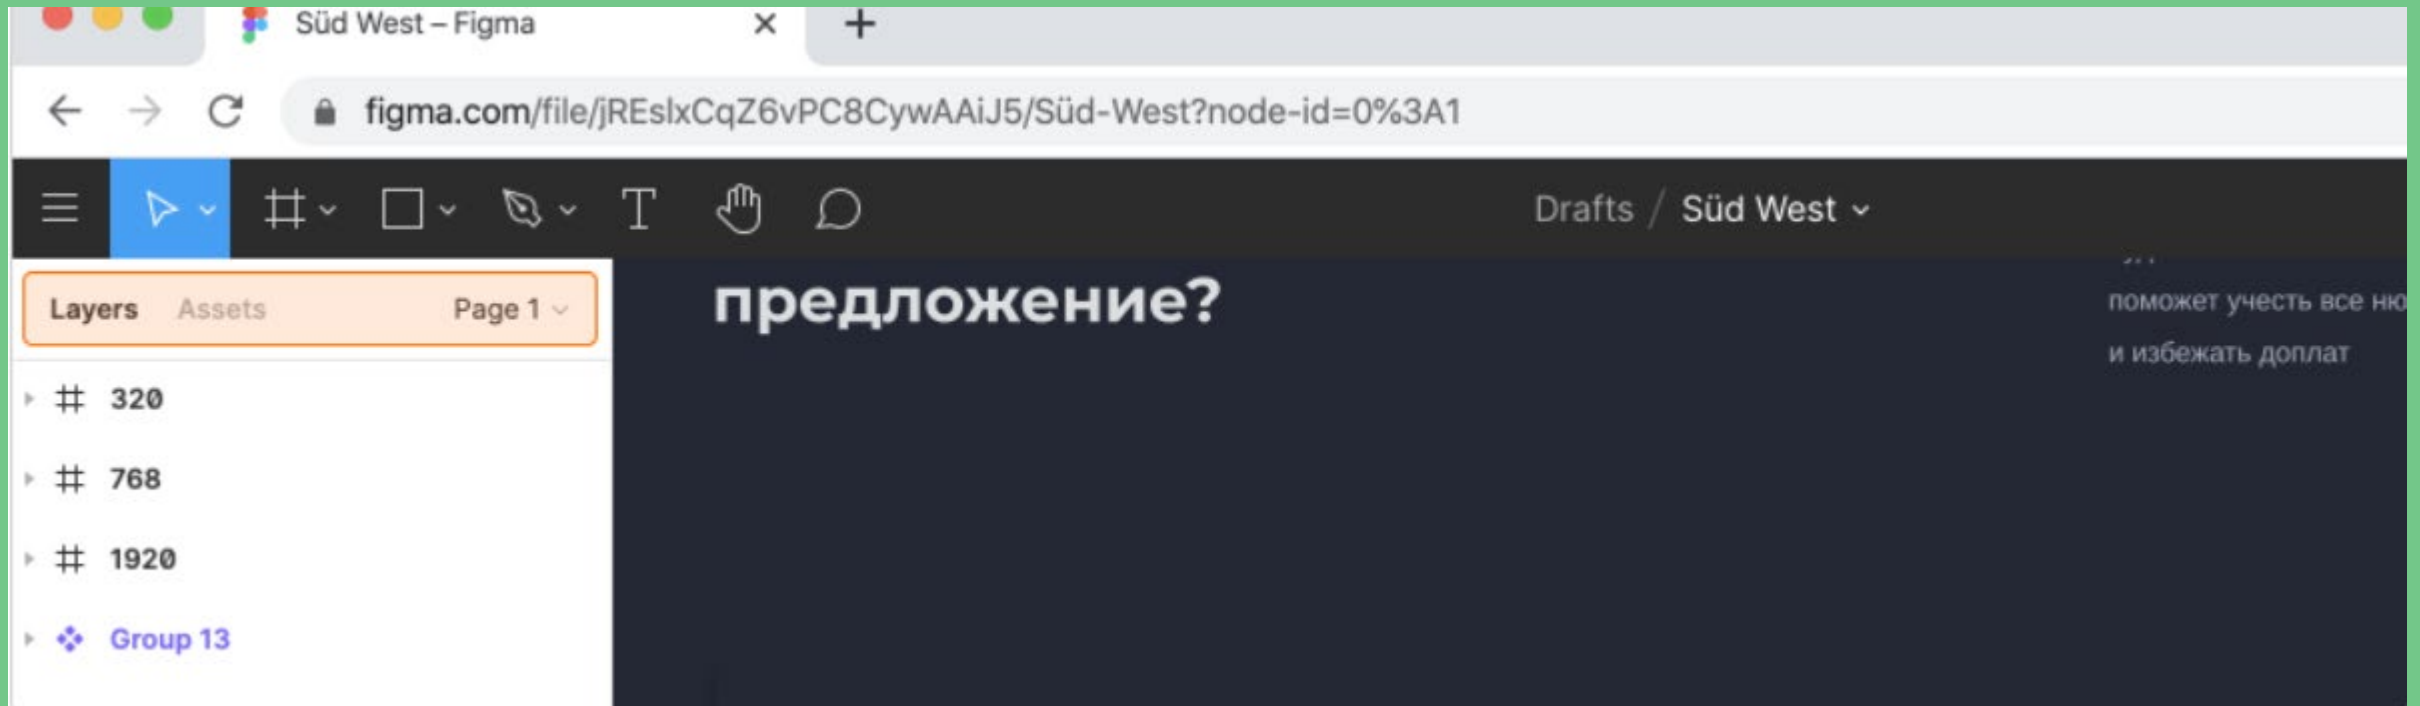 Süd West – Figma
figma.com/file/jREslxCqZ6vPC8CywAAiJ5/Süd-West?node-id=0%3A1
Drafts / Süd West
Layers Assets Page 1
320
768
1920
Group 13
предложение?
поможет учесть все
и избежать доплат